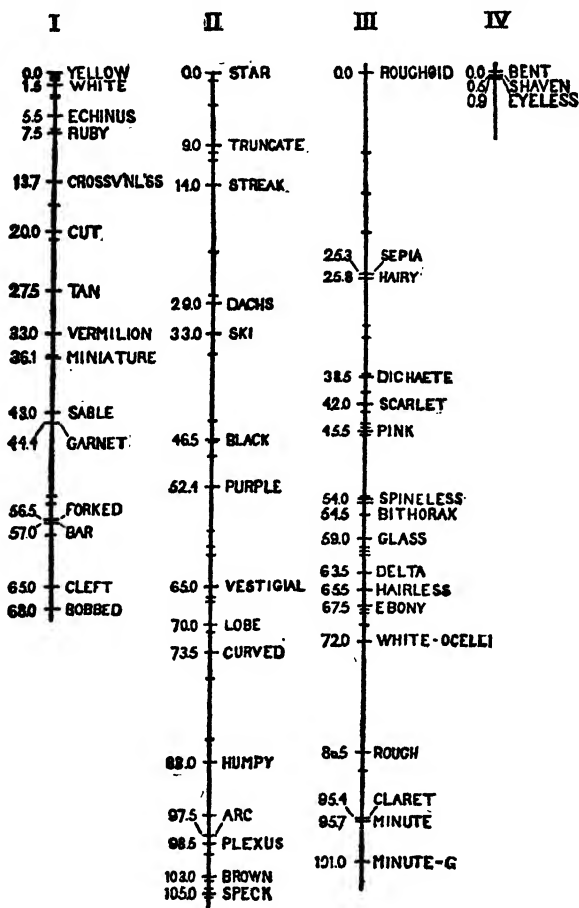 I
0.0 YELLOW
1.5 WHITE
5.5 ECHINUS
7.5 RUBY
13.7 CROSSV'NL'SS
20.0 CUT
27.5 TAN
33.0 VERMILION
36.1 MINIATURE
43.0 SABLE
44.4 GARNET
56.5 FORKED
57.0 BAR
65.0 CLEFT
68.0 BOBBED
II
0.0 STAR
9.0 TRUNCATE
14.0 STREAK
29.0 DACHS
33.0 SKI
46.5 BLACK
52.4 PURPLE
65.0 VESTIGIAL
70.0 LOBE
73.5 CURVED
88.0 HUMPY
97.5 ARC
98.5 PLEXUS
103.0 BROWN
105.0 SPECK
III
0.0 ROUGHOID
25.3 SEPIA
25.8 HAIRY
38.5 DICHAETE
42.0 SCARLET
45.5 PINK
54.0 SPINELESS
54.5 BITHORAX
59.0 GLASS
63.5 DELTA
65.5 HAIRLESS
67.5 EBONY
72.0 WHITE-OCELLI
ROUGH
95.4 CLARET
95.7 MINUTE
101.0 MINUTE-G
IV
0.0 BENT
0.5 SHAVEN
0.9 EYELESS